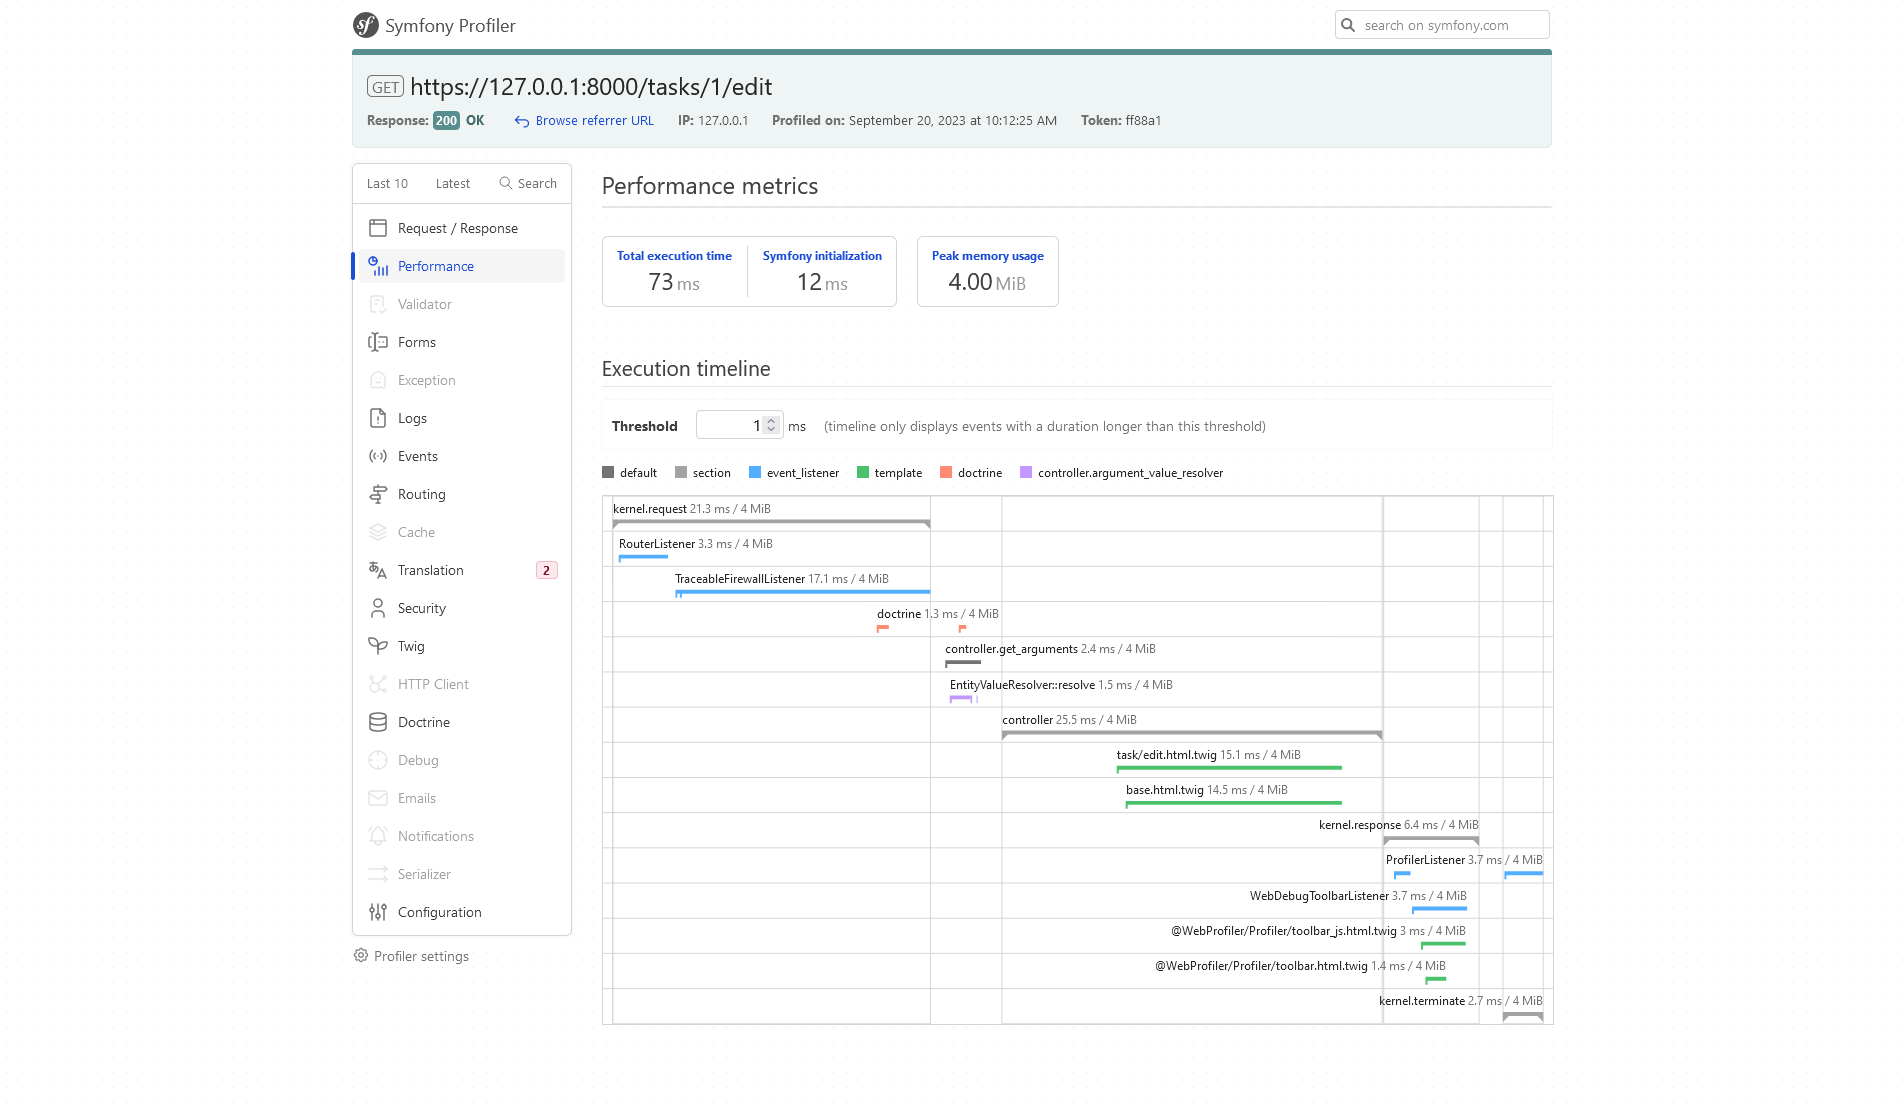 Symfony Profiler
search on symfony.com
GET https://127.0.0.1:8000/tasks/1/edit
Response: 200 OK Browse referrer URL IP: 127.0.0.1 Profiled on: September 20, 2023 at 10:12:25 AM Token: ff88a1
Last 10 Latest Search
Request / Response
Performance
Validator
Forms
Exception
Logs
Events
Routing
Cache
Translation 2
Security
Twig
HTTP Client
Doctrine
Debug
Emails
Notifications
Serializer
Configuration
Profiler settings
Performance metrics
Total execution time
73 ms
Symfony initialization
12 ms
Peak memory usage
4.00 MiB
Execution timeline
Threshold 1 ms (timeline only displays events with a duration longer than this threshold)
default section event_listener template doctrine controller.argument_value_resolver
kernel.request 21.3 ms / 4 MiB
RouterListener 3.3 ms / 4 MiB
TraceableFirewallListener 17.1 ms / 4 MiB
doctrine 1.3 ms / 4 MiB
controller.get_arguments 2.4 ms / 4 MiB
EntityValueResolver::resolve 1.5 ms / 4 MiB
controller 25.5 ms / 4 MiB
task/edit.html.twig 15.1 ms / 4 MiB
base.html.twig 14.5 ms / 4 MiB
kernel.response 6.4 ms / 4 MiB
ProfilerListener 3.7 ms / 4 MiB
WebDebugToolbarListener 3.7 ms / 4 MiB
@WebProfiler/Profiler/toolbar_js.html.twig 3 ms / 4 MiB
@WebProfiler/Profiler/toolbar.html.twig 1.4 ms / 4 MiB
kernel.terminate 2.7 ms / 4 MiB